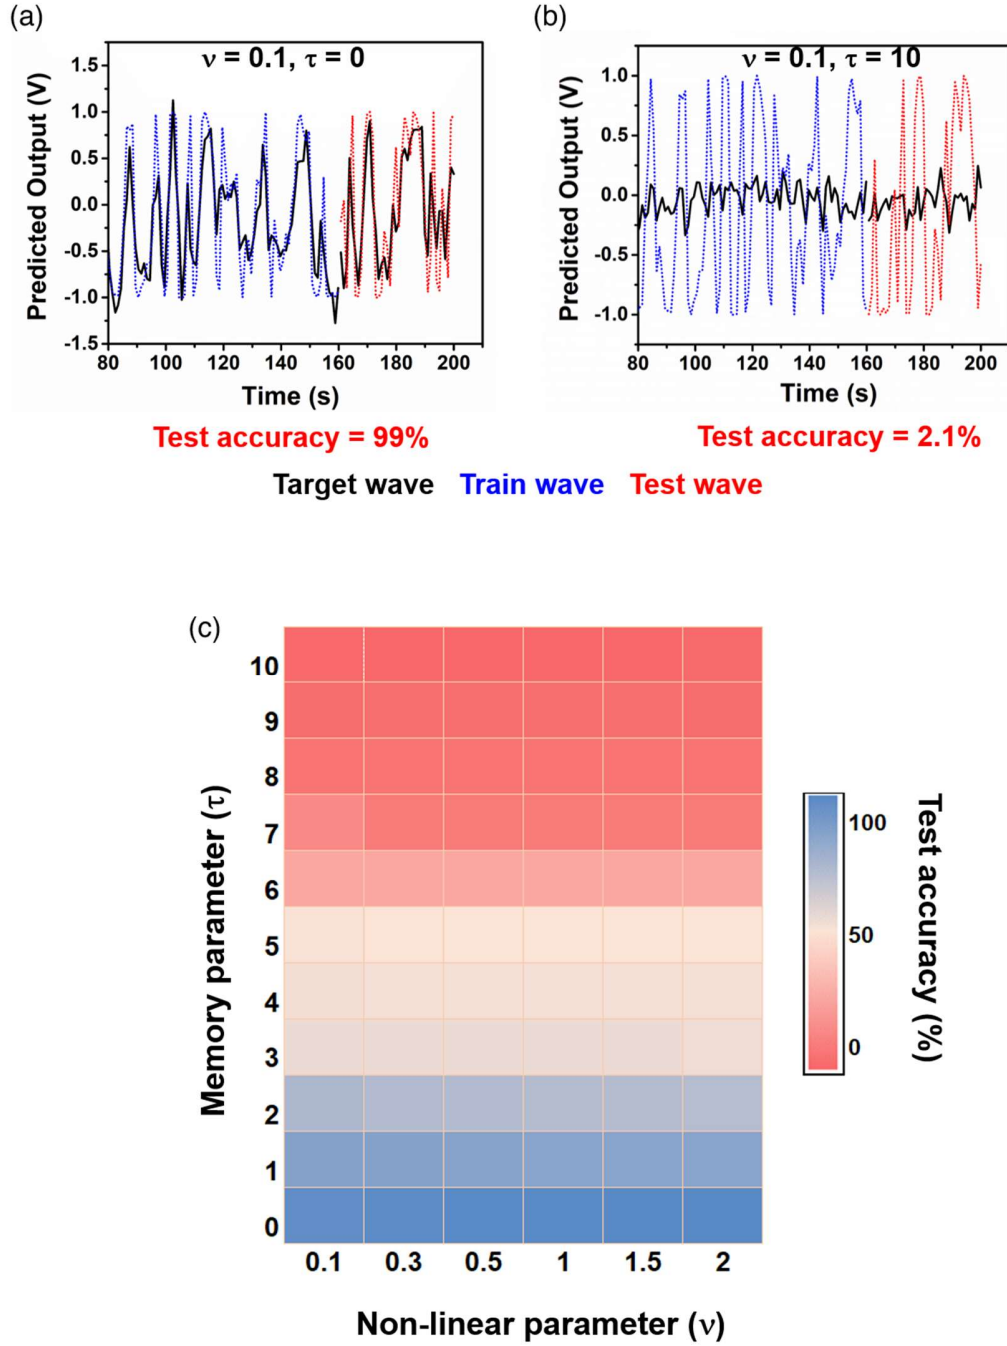 (a)
ν = 0.1, τ = 0
Predicted Output (V)
1.5
1.0
0.5
0.0
-0.5
-1.0
-1.5
80 100 120 140 160 180 200
Time (s)
Test accuracy = 99%
(b)
ν = 0.1, τ = 10
Predicted Output (V)
1.0
0.5
0.0
-0.5
-1.0
80 100 120 140 160 180 200
Time (s)
Test accuracy = 2.1%
Target wave Train wave Test wave
(c)
Memory parameter (τ)
10
9
8
7
6
5
4
3
2
1
0
0.1 0.3 0.5 1 1.5 2
Non-linear parameter (ν)
100
50
0
Test accuracy (%)